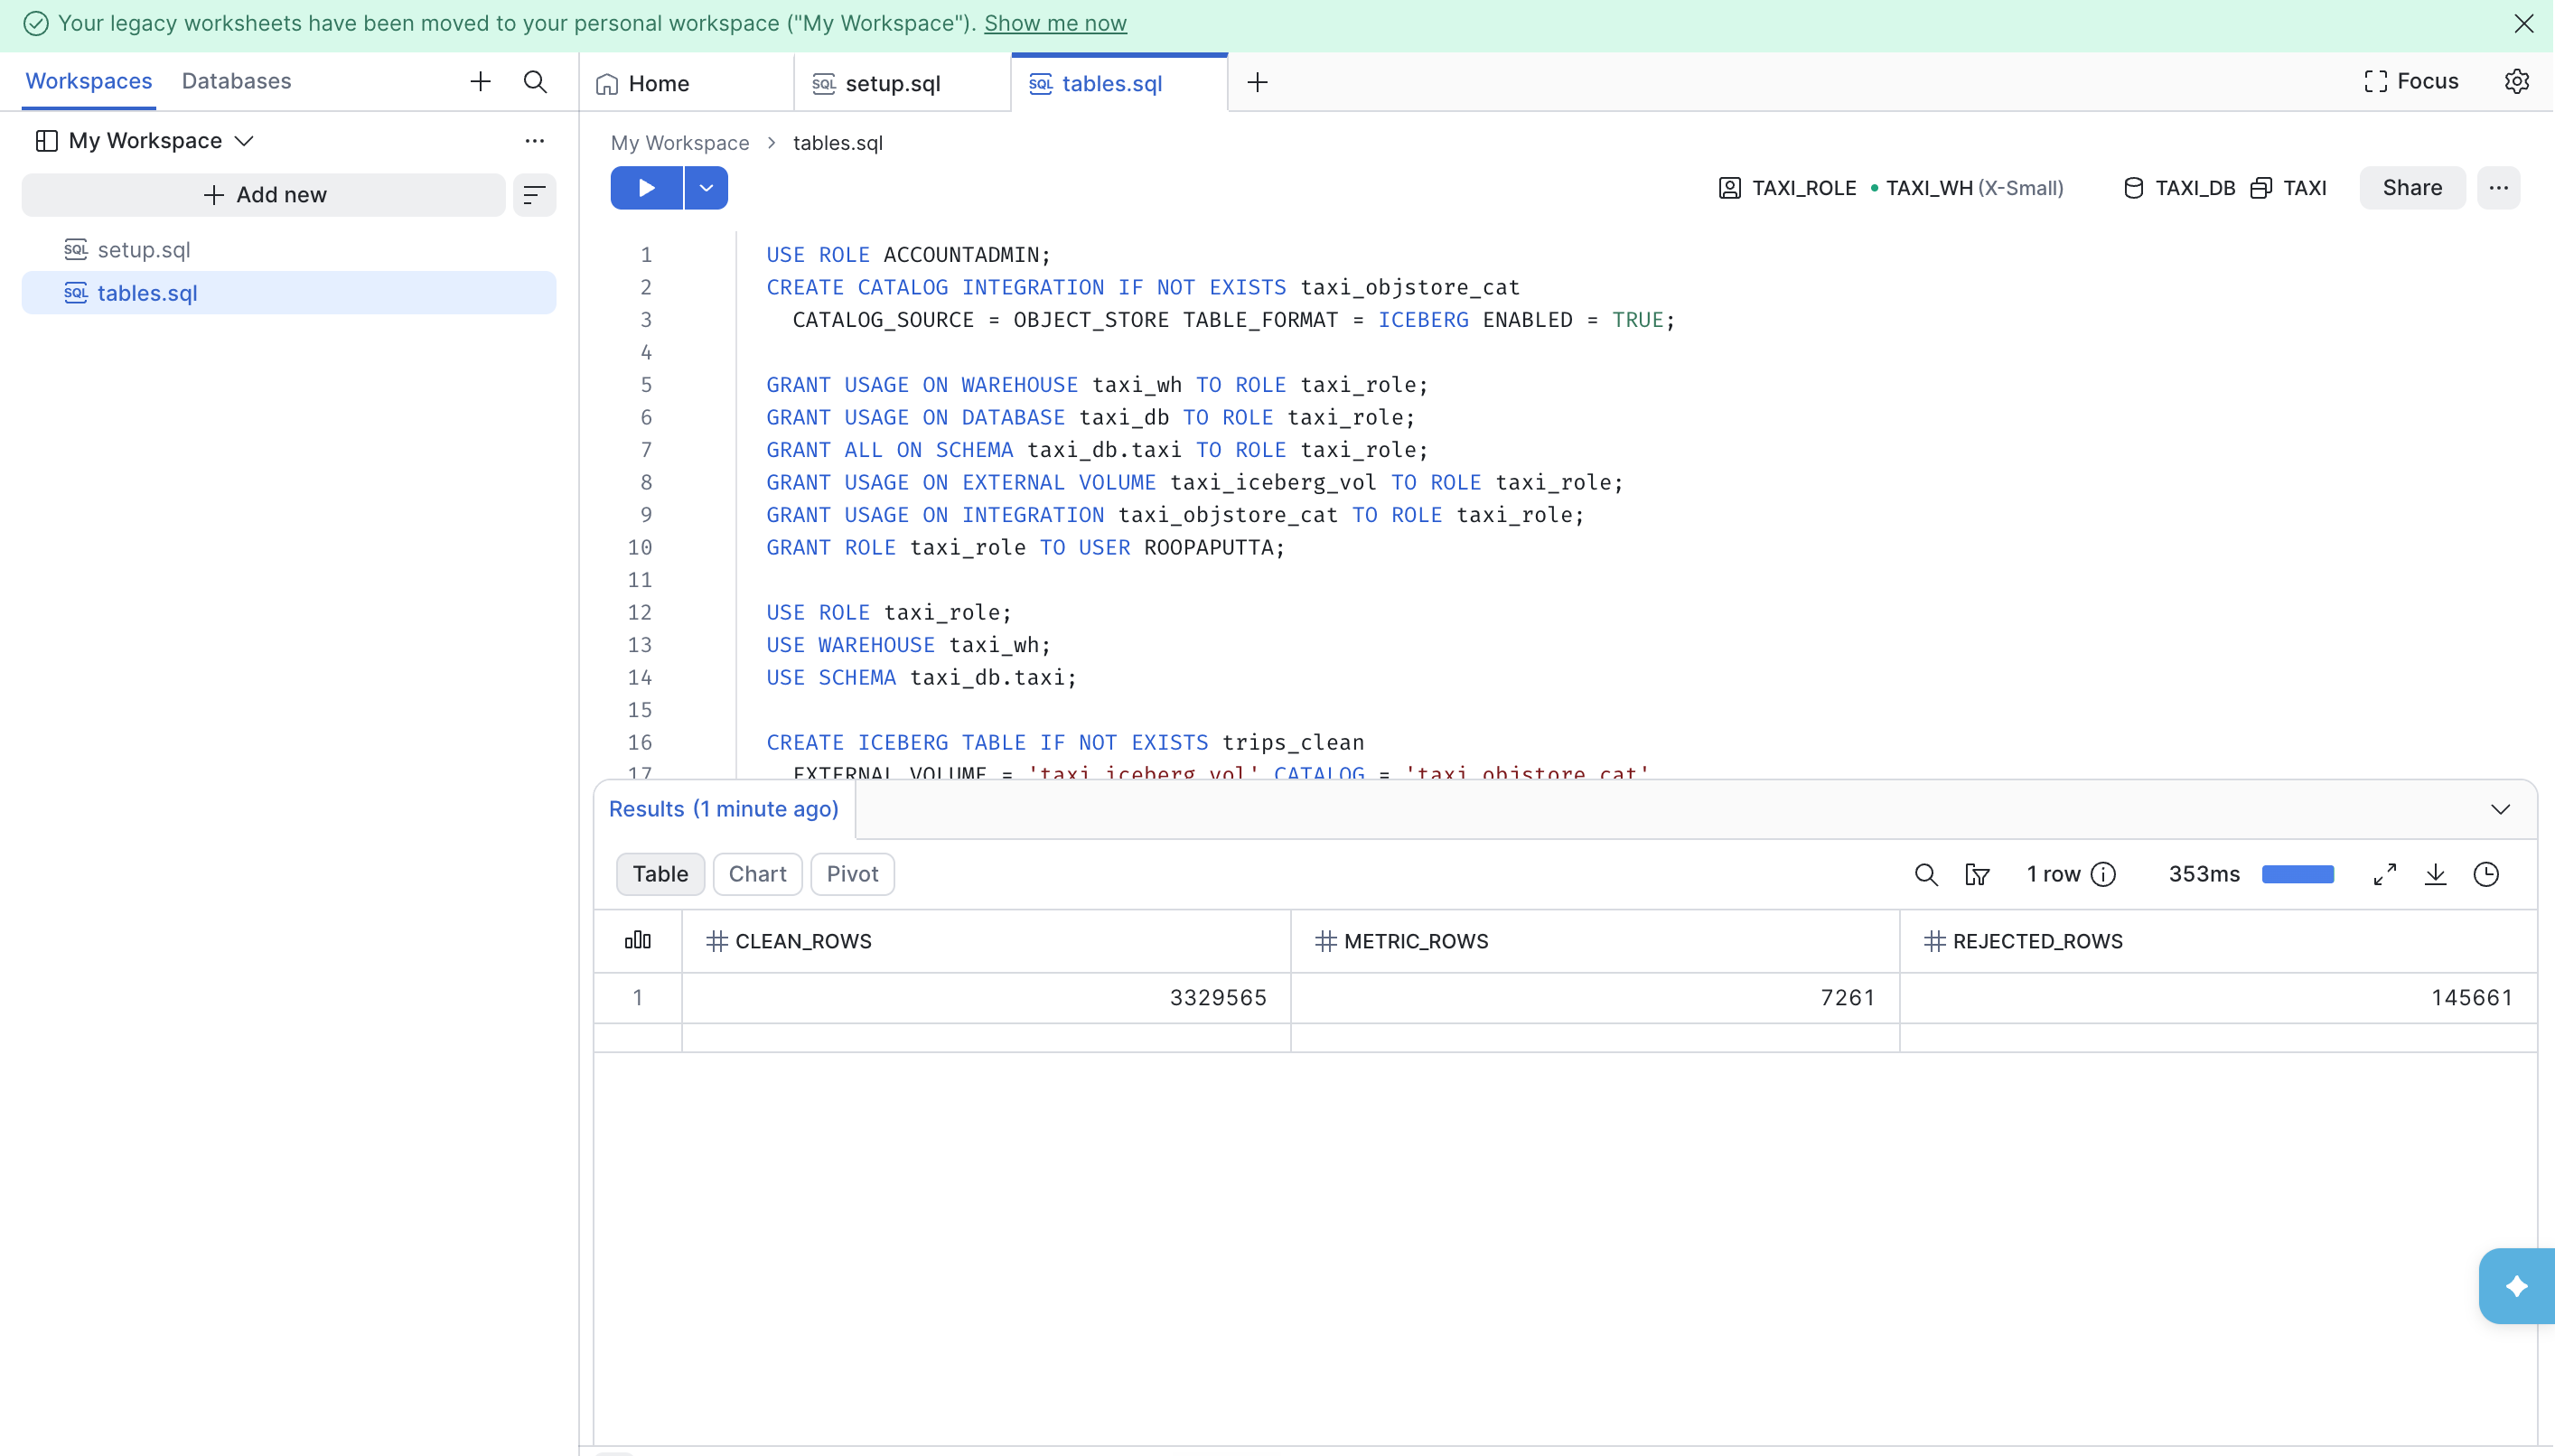 Your legacy worksheets have been moved to your personal workspace ("My Workspace"). Show me now
Workspaces Databases
Home
setup.sql
tables.sql
Focus
My Workspace
Add new
setup.sql
tables.sql
My Workspace > tables.sql
TAXI_ROLE • TAXI_WH (X-Small) TAXI_DB TAXI Share
1 USE ROLE ACCOUNTADMIN;
2 CREATE CATALOG INTEGRATION IF NOT EXISTS taxi_objstore_cat
3 CATALOG_SOURCE = OBJECT_STORE TABLE_FORMAT = ICEBERG ENABLED = TRUE;
4
5 GRANT USAGE ON WAREHOUSE taxi_wh TO ROLE taxi_role;
6 GRANT USAGE ON DATABASE taxi_db TO ROLE taxi_role;
7 GRANT ALL ON SCHEMA taxi_db.taxi TO ROLE taxi_role;
8 GRANT USAGE ON EXTERNAL VOLUME taxi_iceberg_vol TO ROLE taxi_role;
9 GRANT USAGE ON INTEGRATION taxi_objstore_cat TO ROLE taxi_role;
10 GRANT ROLE taxi_role TO USER ROOPAPUTTA;
11
12 USE ROLE taxi_role;
13 USE WAREHOUSE taxi_wh;
14 USE SCHEMA taxi_db.taxi;
15
16 CREATE ICEBERG TABLE IF NOT EXISTS trips_clean
17 EXTERNAL_VOLUME = 'taxi_iceberg_vol' CATALOG = 'taxi_objstore_cat'
Results (1 minute ago)
Table Chart Pivot
1 row 353ms
CLEAN_ROWS METRIC_ROWS REJECTED_ROWS
1 3329565 7261 145661